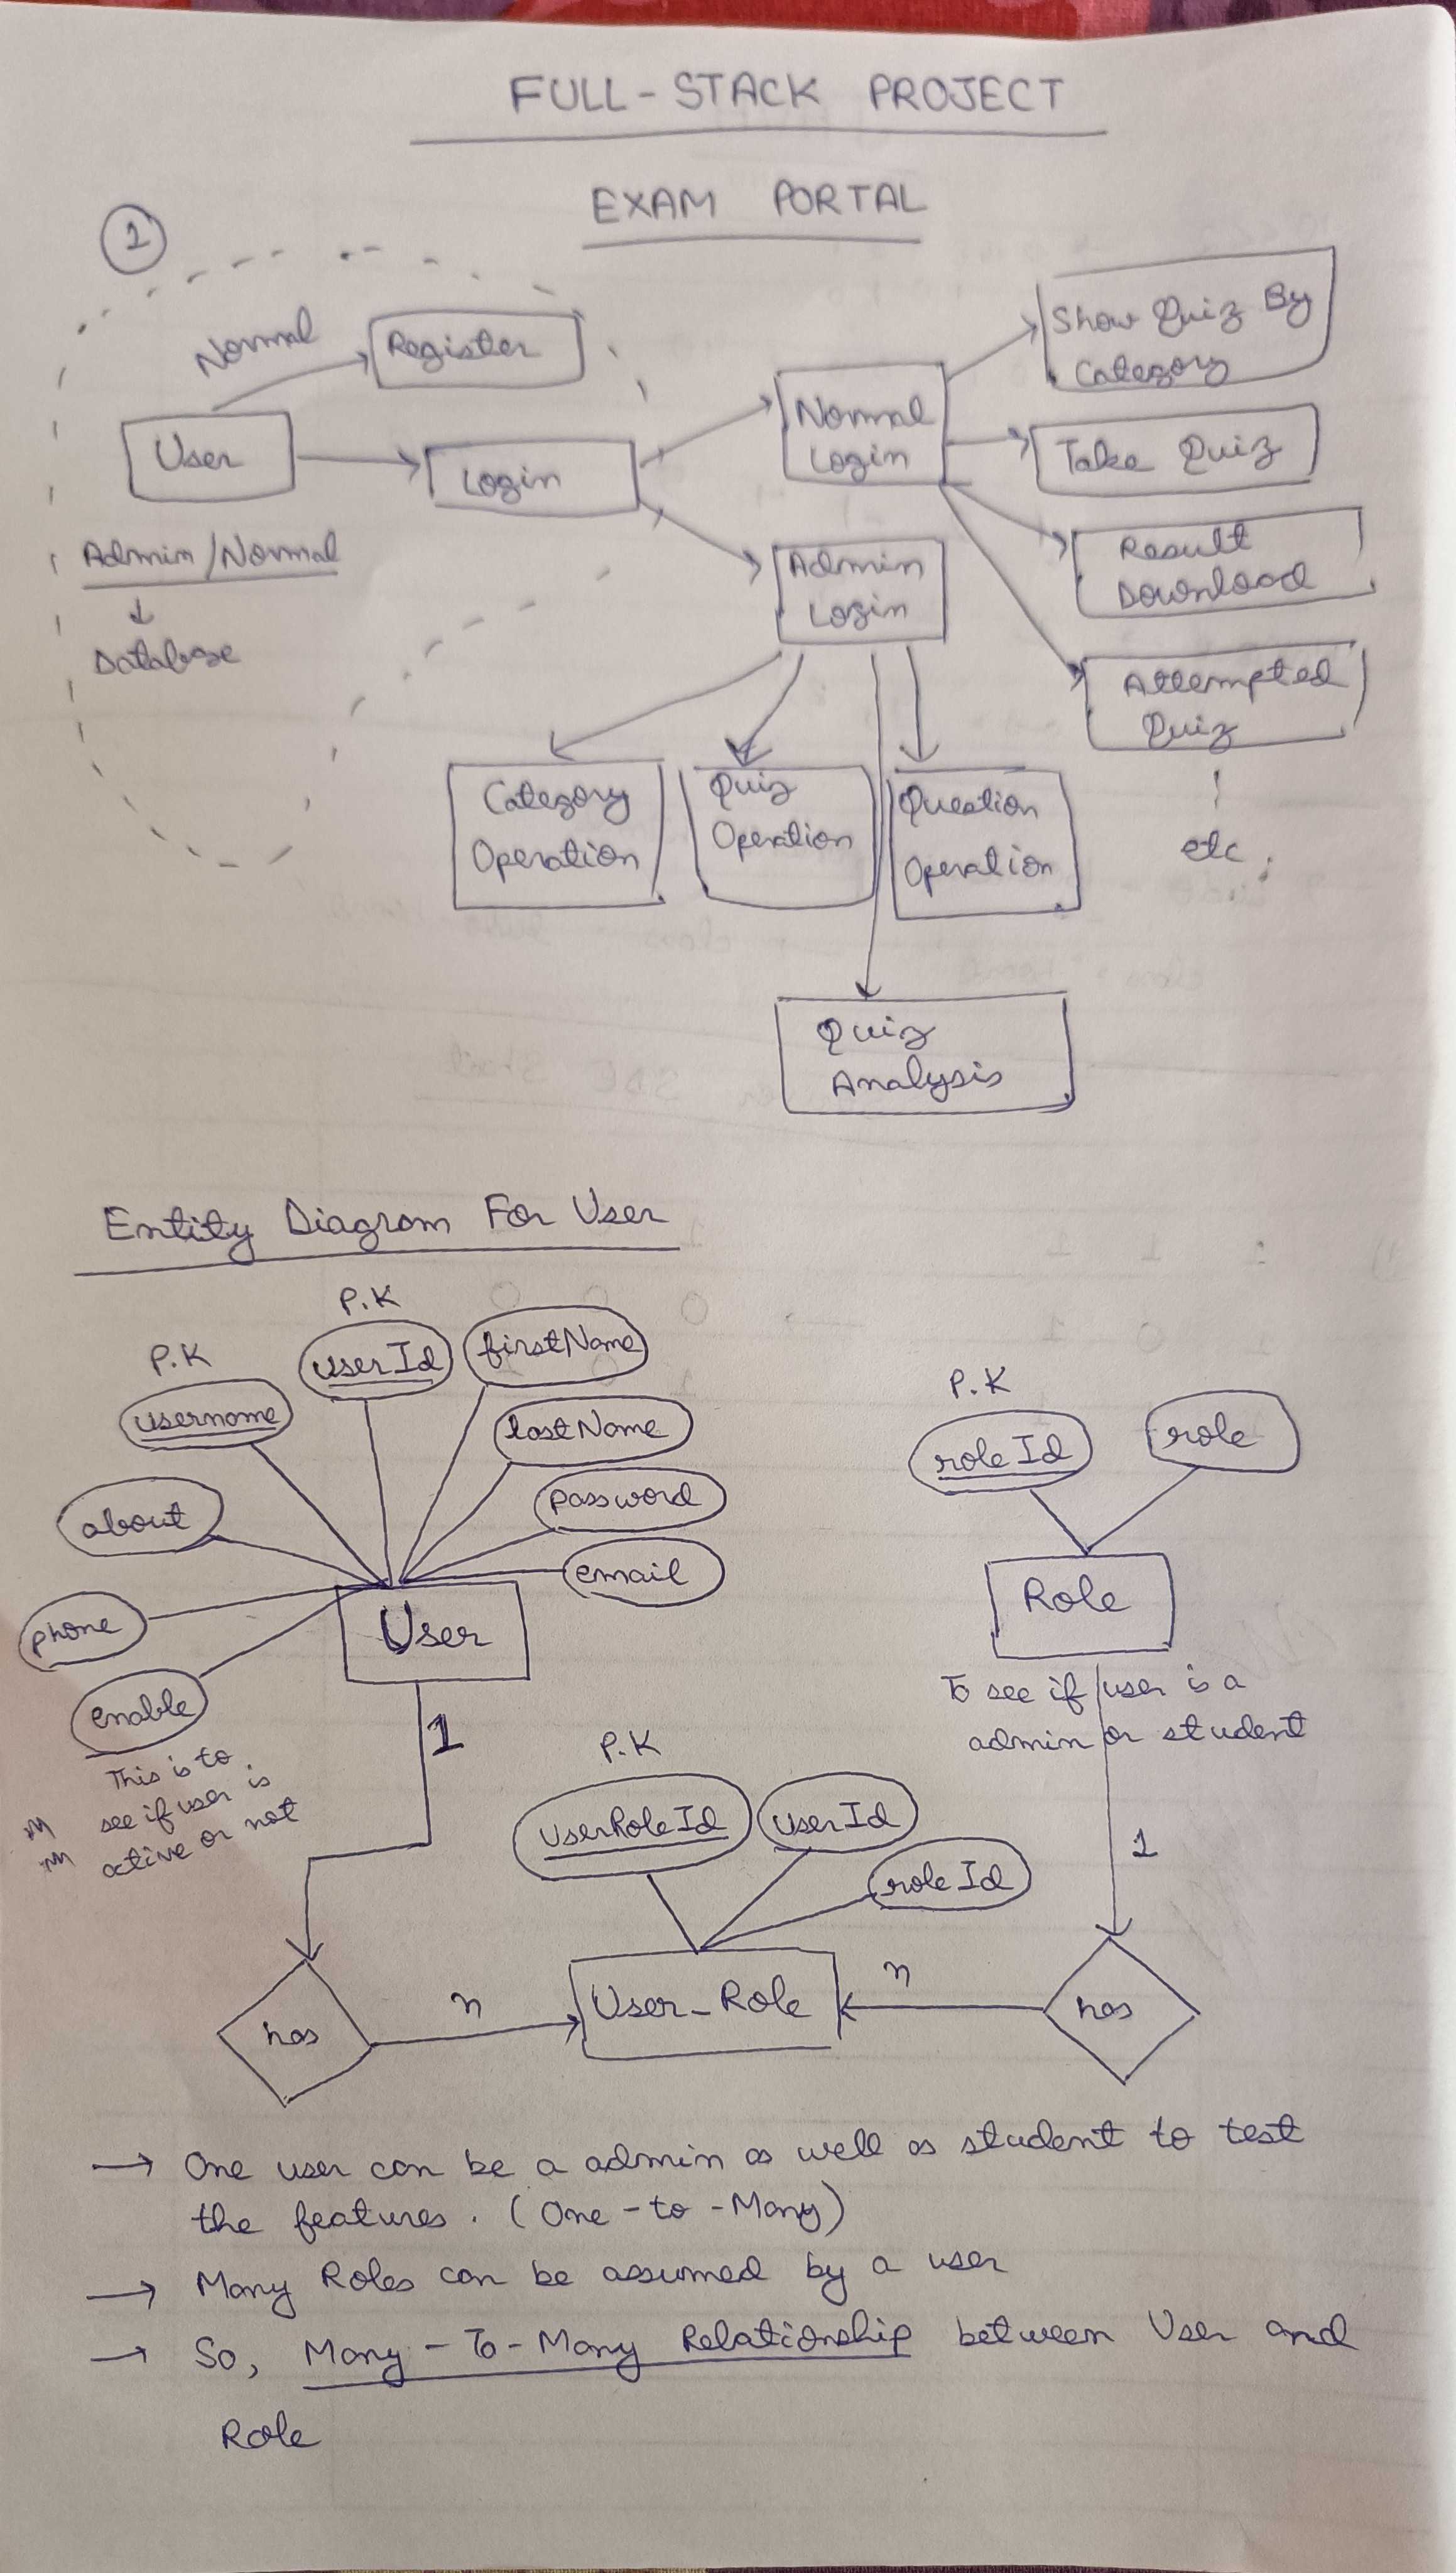 FULL-STACK PROJECT
EXAM PORTAL
1
Normal
Register
User
Login
Admin/Normal
Database
Normal
Login
Admin
Login
Show Quiz By
Category
Take Quiz
Result
Download
Attempted
Quiz
etc.
Category
Operation
Quiz
Operation
Question
Operation
Quiz
Analysis
Entity Diagram For User
P.K
userId
firstName
P.K
username
lastName
about
password
email
phone
enable
User
This is to
see if user is
active or not
1
P.K
roleId
role
Role
To see if user is a
admin or student
1
P.K
userRoleId
userId
roleId
has
n
User_Role
n
has
→ One user can be a admin as well as student to test
the features. (One-to-Many)
→ Many Roles can be assumed by a user
→ So, Many-To-Many Relationship between User and
Role